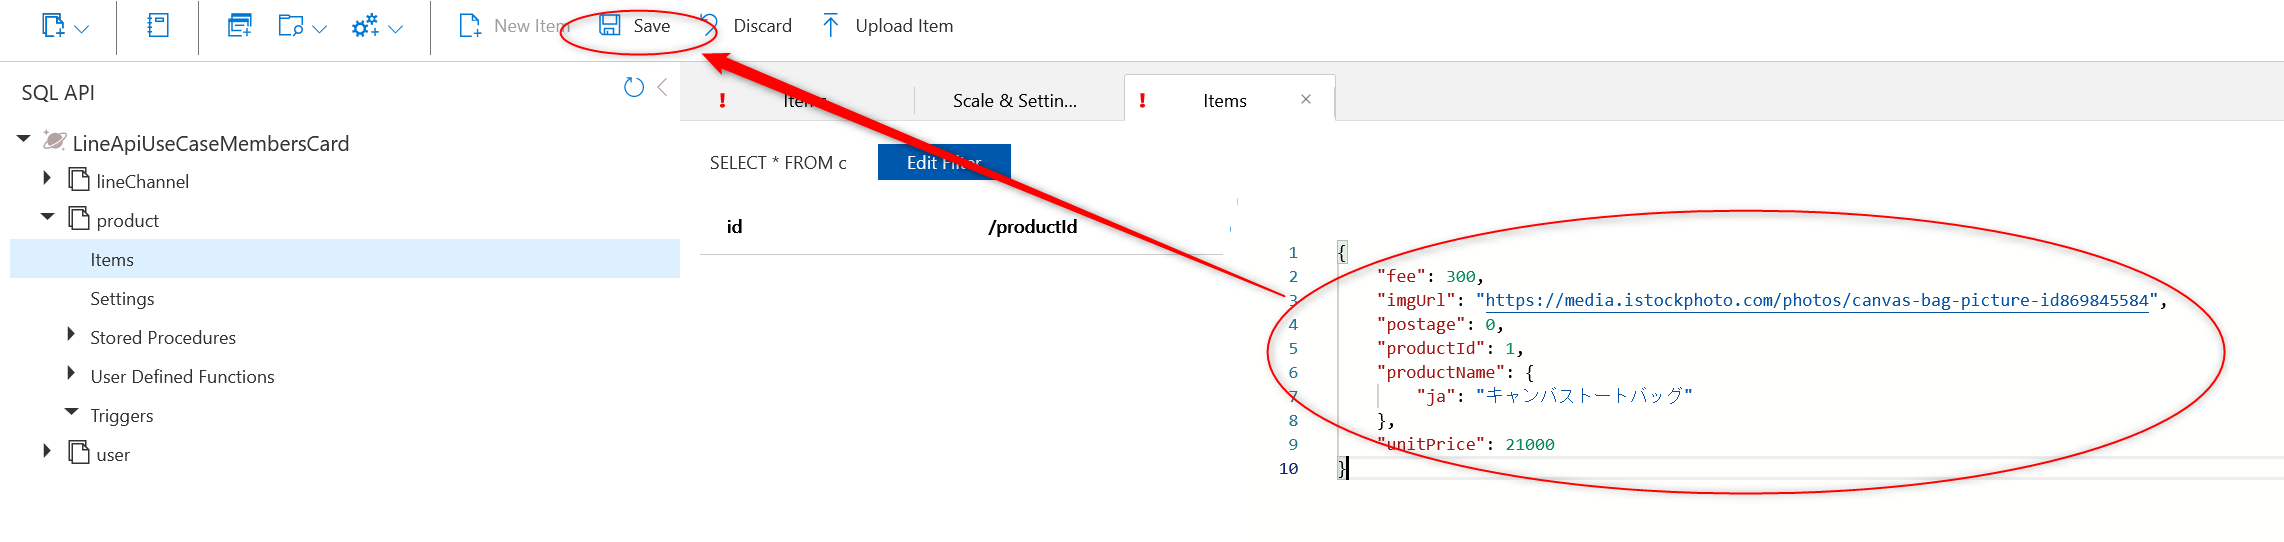 New Item Save Discard Upload Item
SQL API
LineApiUseCaseMembersCard
lineChannel
product
Items
Settings
Stored Procedures
User Defined Functions
Triggers
user
! Items Scale & Settin... ! Items ×
SELECT * FROM c Edit Filter
id /productId
1 {
2 "fee": 300,
3 "imgUrl": "https://media.istockphoto.com/photos/canvas-bag-picture-id869845584",
4 "postage": 0,
5 "productId": 1,
6 "productName": {
7 "ja": "キャンバストートバッグ"
8 },
9 "unitPrice": 21000
10 }